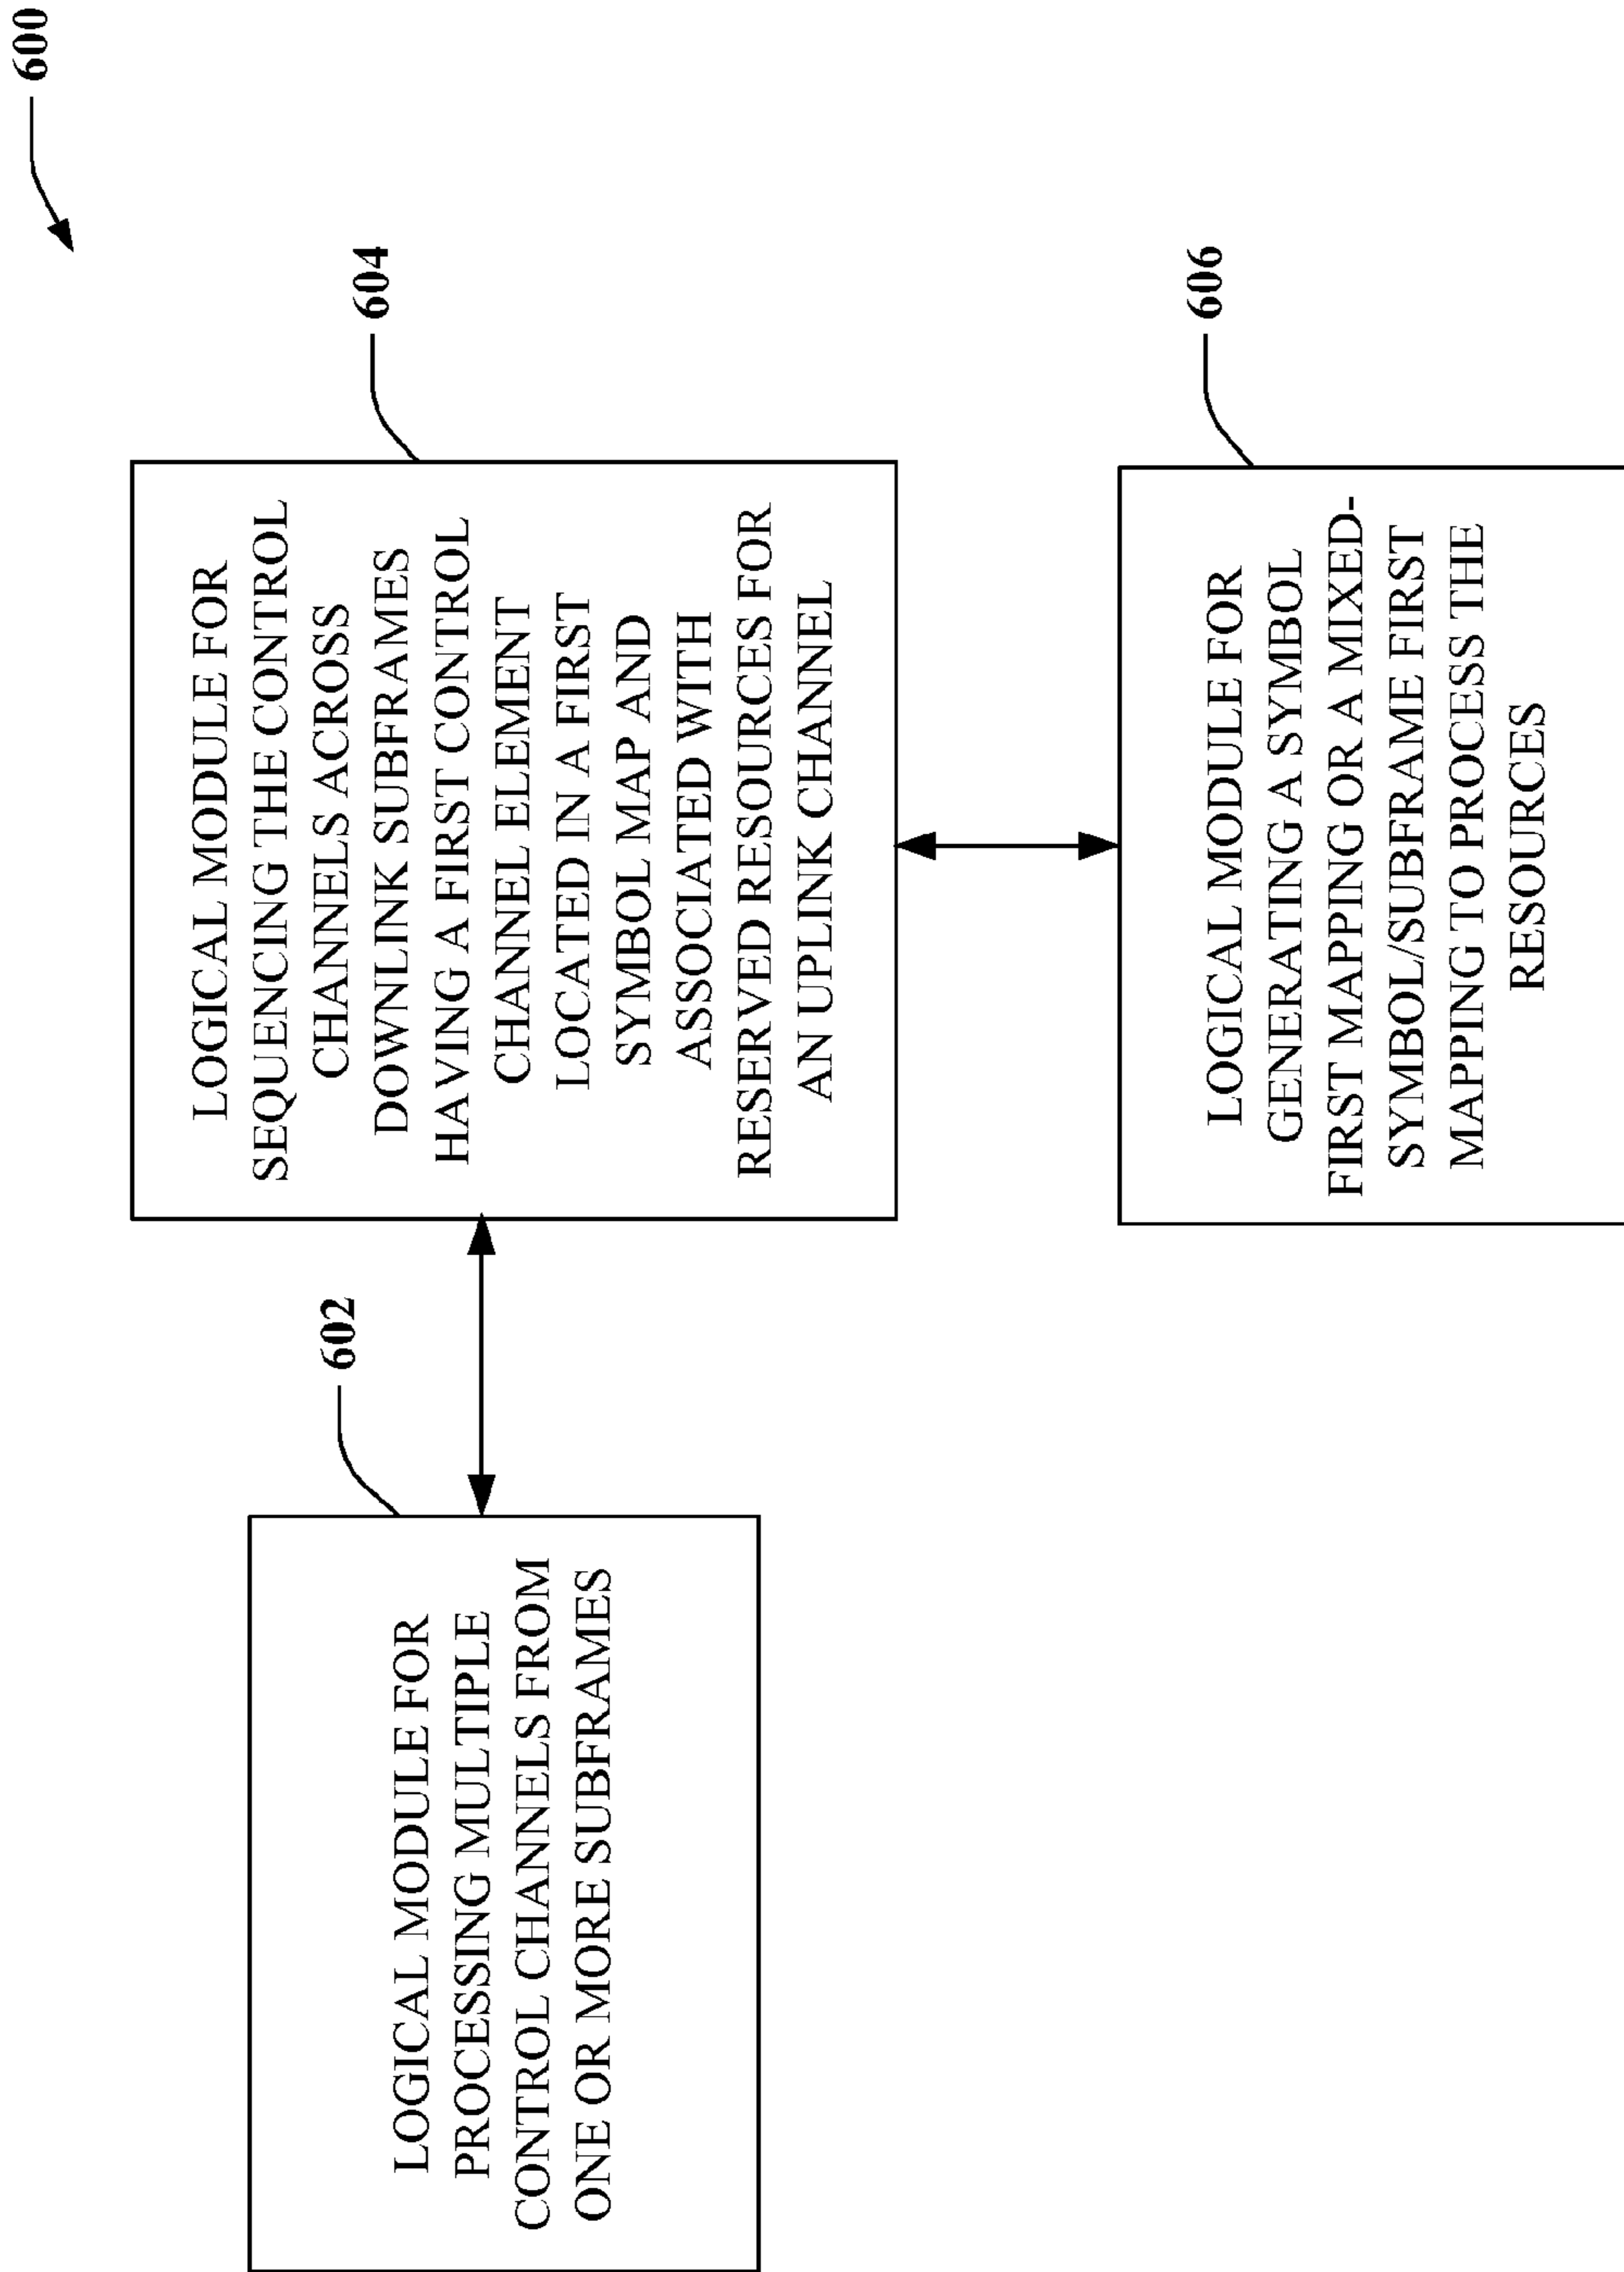 600
602
LOGICAL MODULE FOR
PROCESSING MULTIPLE
CONTROL CHANNELS FROM
ONE OR MORE SUBFRAMES
604
LOGICAL MODULE FOR
SEQUENCING THE CONTROL
CHANNELS ACROSS
DOWNLINK SUBFRAMES
HAVING A FIRST CONTROL
CHANNEL ELEMENT
LOCATED IN A FIRST
SYMBOL MAP AND
ASSOCIATED WITH
RESERVED RESOURCES FOR
AN UPLINK CHANNEL
606
LOGICAL MODULE FOR
GENERATING A SYMBOL
FIRST MAPPING OR A MIXED-
SYMBOL/SUBFRAME FIRST
MAPPING TO PROCESS THE
RESOURCES